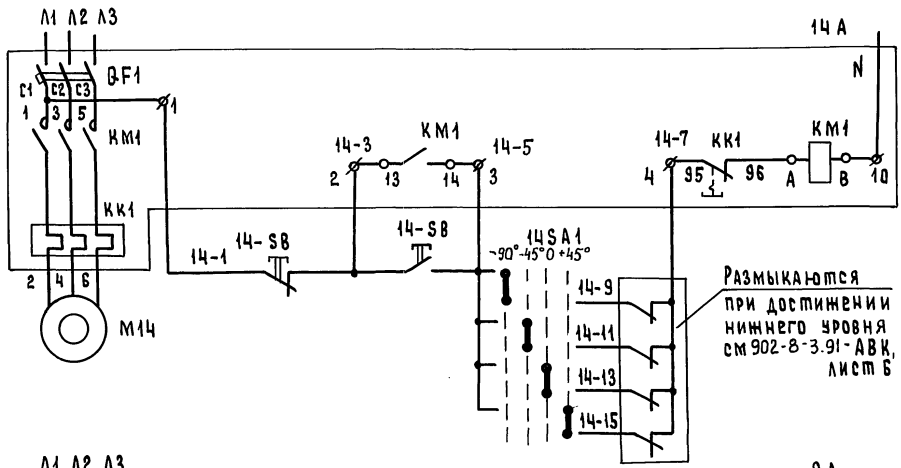 Л1 Л2 Л3
14А
N
QF1
С1 С2 С3
1 3 5
КМ1
1
14-3
КМ1
14-5
2
13
14
3
14-7
КК1
КМ1
4
95
96
А
В
10
КК1
2 4 6
М14
14-1
14-SB
14-SB
14SA1
-90°-45°0+45°
14-9
14-11
14-13
14-15
Размыкаются
при достижении
нижнего уровня
см 902-8-3.91-АВК,
лист 6
Л1 Л2 Л3